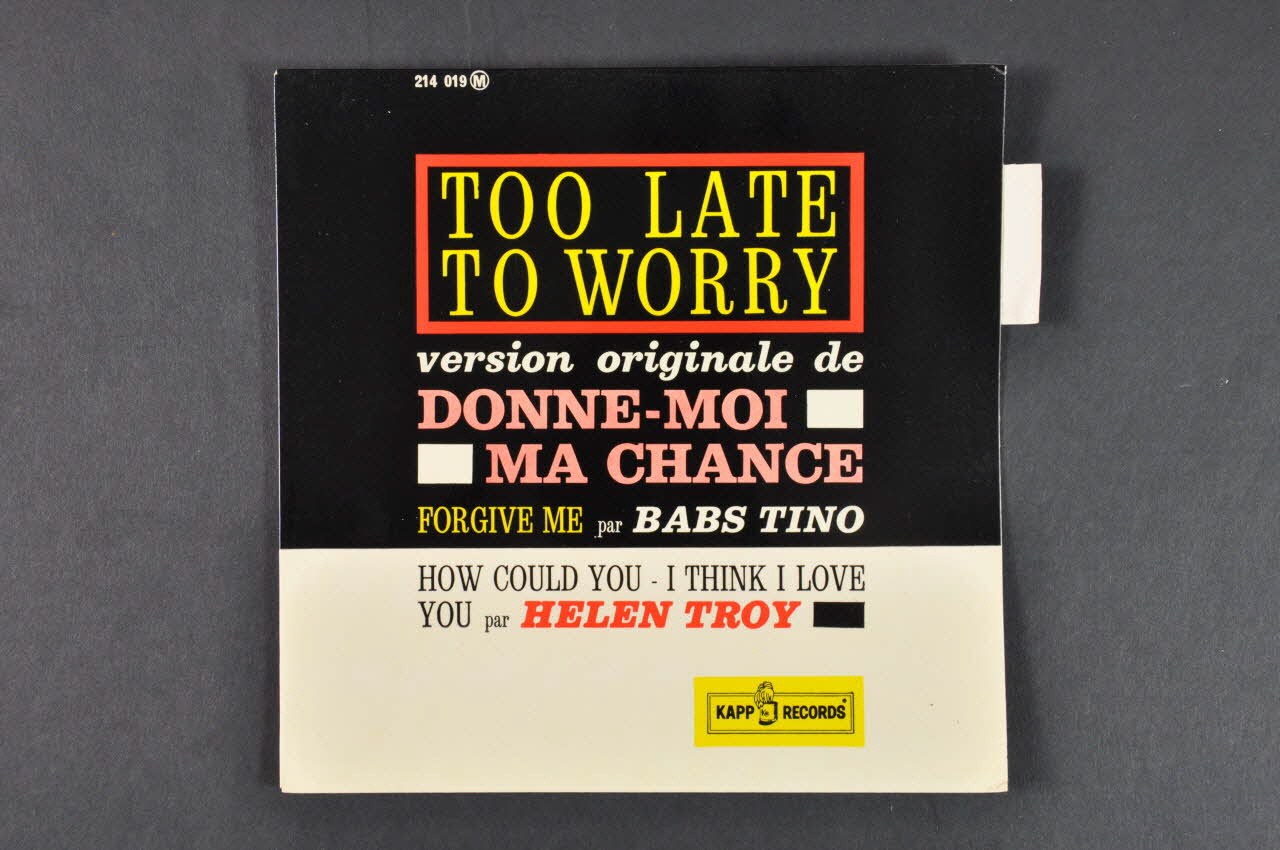 214 019 M
TOO LATE
TO WORRY
version originale de
DONNE-MOI
MA CHANCE
FORGIVE ME par BABS TINO
HOW COULD YOU - I THINK I LOVE
YOU par HELEN TROY
KAPP RECORDS